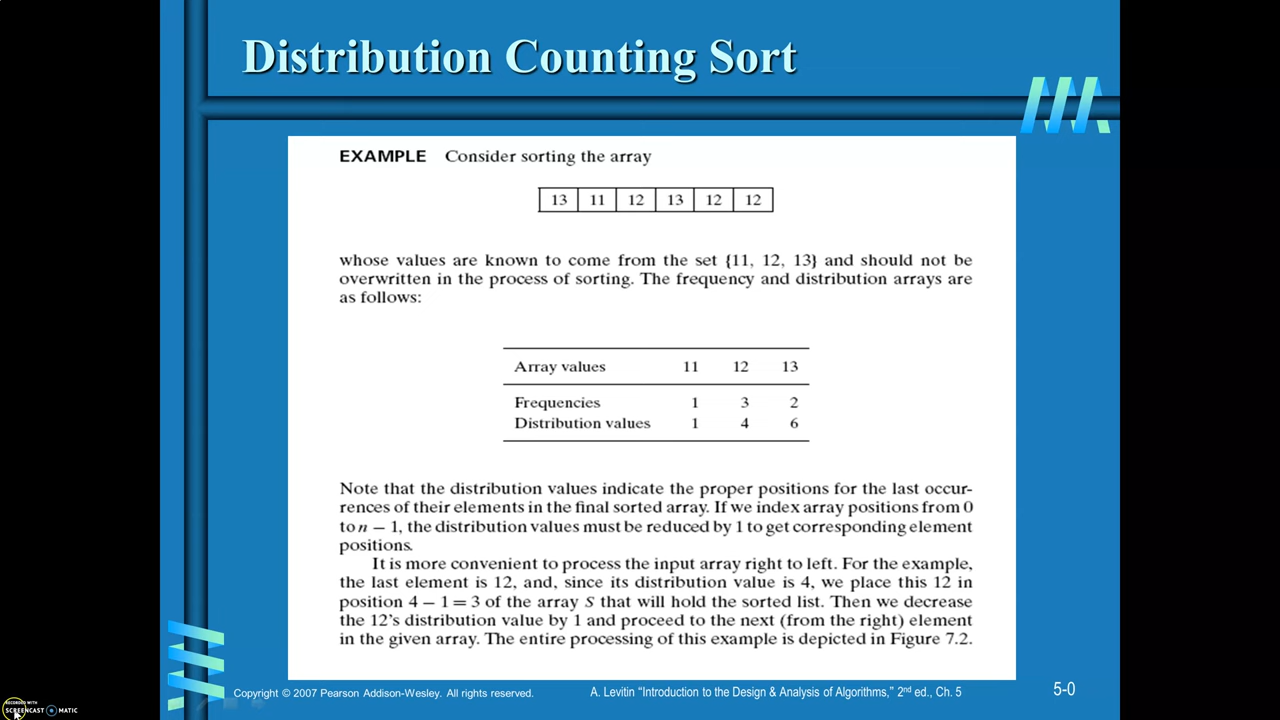 Distribution Counting Sort
EXAMPLE Consider sorting the array
13 11 12 13 12 12
whose values are known to come from the set {11, 12, 13} and should not be
overwritten in the process of sorting. The frequency and distribution arrays are
as follows:
Array values 11 12 13
Frequencies 1 3 2
Distribution values 1 4 6
Note that the distribution values indicate the proper positions for the last occur-
rences of their elements in the final sorted array. If we index array positions from 0
to n − 1, the distribution values must be reduced by 1 to get corresponding element
positions.
It is more convenient to process the input array right to left. For the example,
the last element is 12, and, since its distribution value is 4, we place this 12 in
position 4 − 1 = 3 of the array S that will hold the sorted list. Then we decrease
the 12's distribution value by 1 and proceed to the next (from the right) element
in the given array. The entire processing of this example is depicted in Figure 7.2.
Copyright © 2007 Pearson Addison-Wesley. All rights reserved.
A. Levitin "Introduction to the Design & Analysis of Algorithms," 2nd ed., Ch. 5
5-0
RECORDED WITH
SCREENCAST MATIC